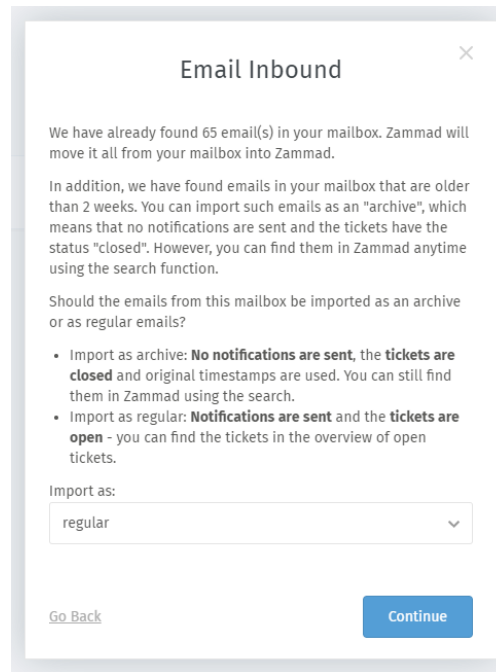 Email Inbound
We have already found 65 email(s) in your mailbox. Zammad will
move it all from your mailbox into Zammad.
In addition, we have found emails in your mailbox that are older
than 2 weeks. You can import such emails as an "archive", which
means that no notifications are sent and the tickets have the
status "closed". However, you can find them in Zammad anytime
using the search function.
Should the emails from this mailbox be imported as an archive
or as regular emails?
• Import as archive: No notifications are sent, the tickets are
closed and original timestamps are used. You can still find
them in Zammad using the search.
• Import as regular: Notifications are sent and the tickets are
open - you can find the tickets in the overview of open
tickets.
Import as:
regular
Go Back
Continue